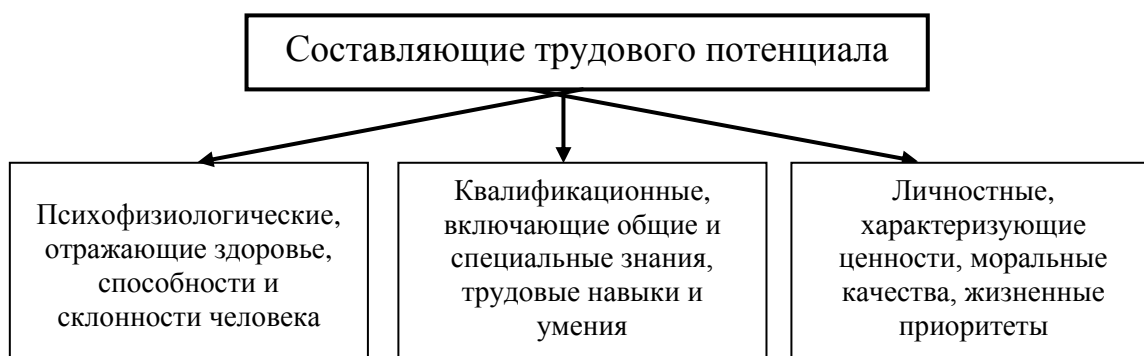 Составляющие трудового потенциала
Психофизиологические,
отражающие здоровье,
способности и
склонности человека
Квалификационные,
включающие общие и
специальные знания,
трудовые навыки и
умения
Личностные,
характеризующие
ценности, моральные
качества, жизненные
приоритеты